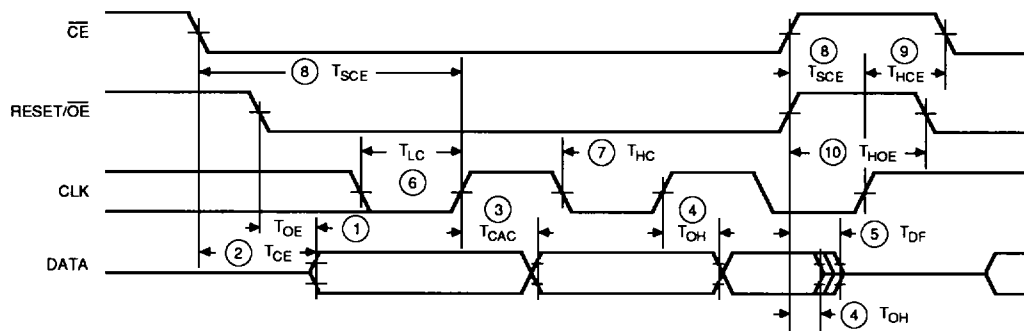 CE
8 TSCE
8
9
TSCE
THCE
RESET/OE
TLC
7 THC
10 THOE
CLK
6
3
4
TOE
1
TCAC
TOH
5 TDF
2 TCE
DATA
4 TOH